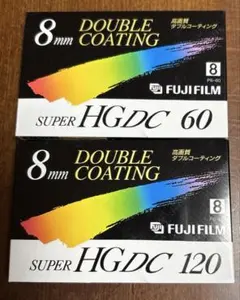 8mm DOUBLE COATING
高画質
ダブルコーティング
8
P6-60
FUJIFILM
SUPER HGDC 60
8mm DOUBLE COATING
高画質
ダブルコーティング
8
FUJIFILM
SUPER HGDC 120